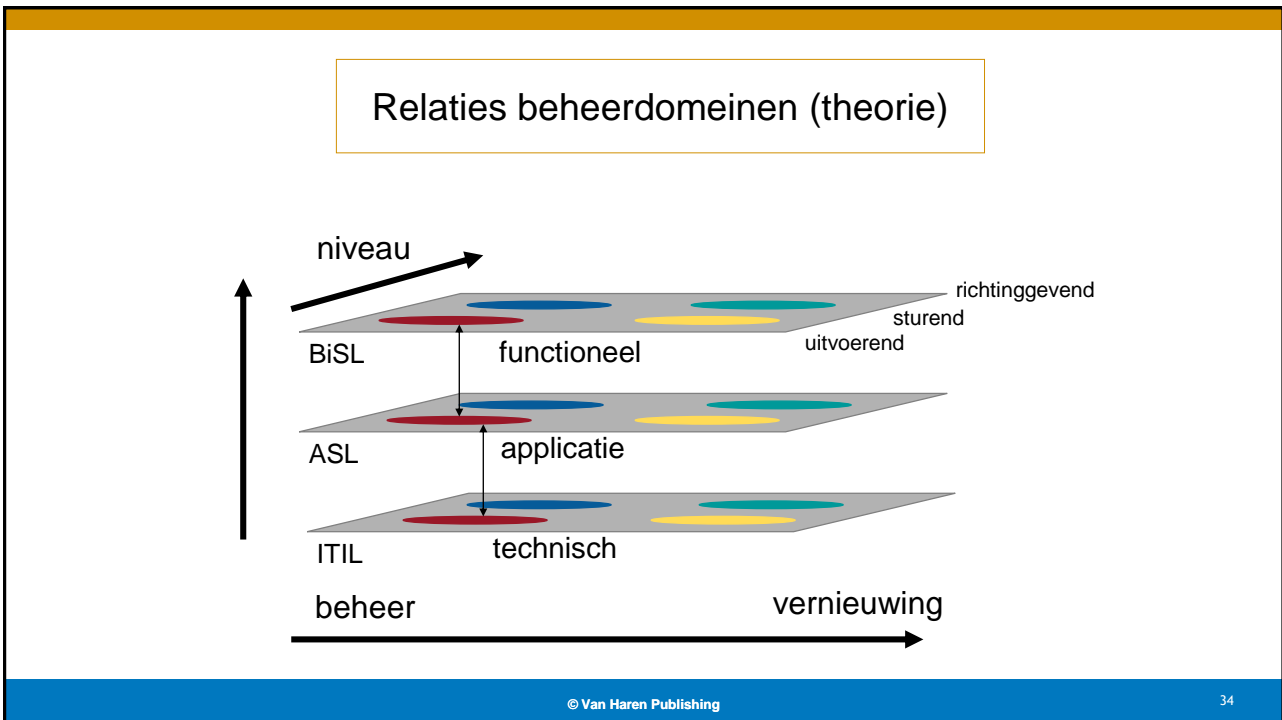 Relaties beheerdomeinen (theorie)
niveau
richtinggevend
sturend
uitvoerend
BiSL
functioneel
ASL
applicatie
ITIL
technisch
beheer
vernieuwing
© Van Haren Publishing
34